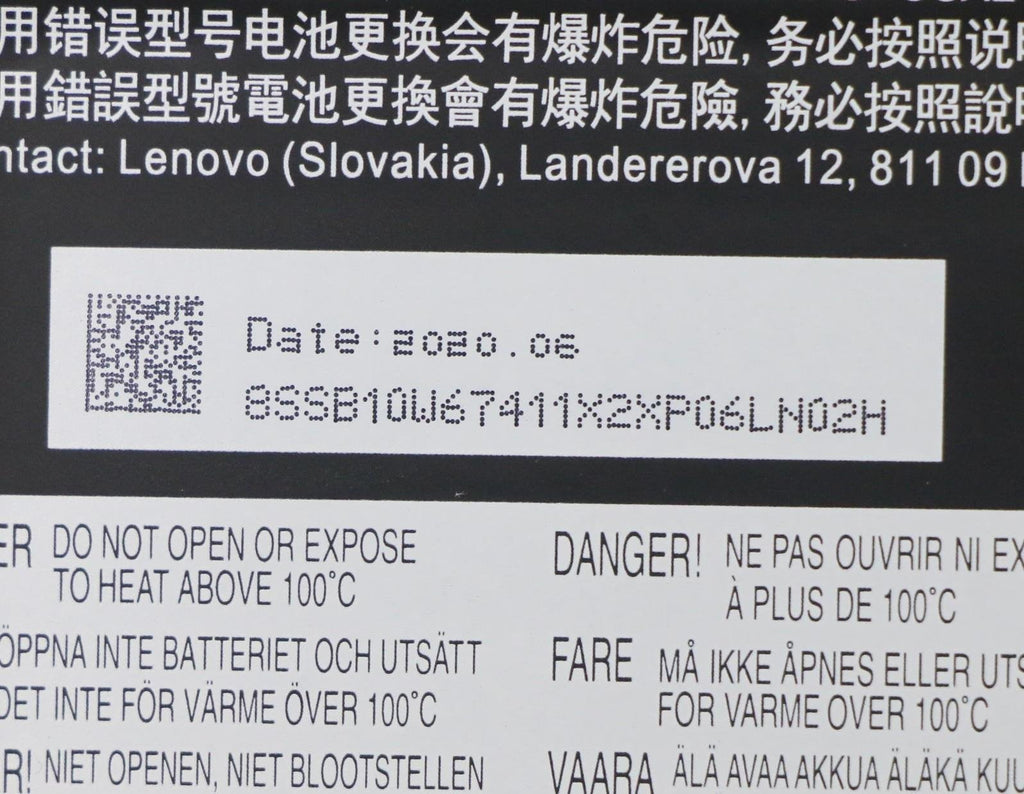 用错误型号电池更换会有爆炸危险, 务必按照说
用錯誤型號電池更換會有爆炸危險, 務必按照說
ntact: Lenovo (Slovakia), Landererova 12, 811 09
Date:2020.06
8SSB10W67411X2XP06LN02H
ER DO NOT OPEN OR EXPOSE
TO HEAT ABOVE 100°C
DANGER! NE PAS OUVRIR NI EX
À PLUS DE 100°C
ÖPPNA INTE BATTERIET OCH UTSÄTT
DET INTE FÖR VÄRME ÖVER 100°C
FARE MÅ IKKE ÅPNES ELLER UTS
FOR VARME OVER 100°C
R! NIET OPENEN, NIET BLOOTSTELLEN
VAARA ÄLÄ AVAA AKKUA ÄLÄKÄ KUU